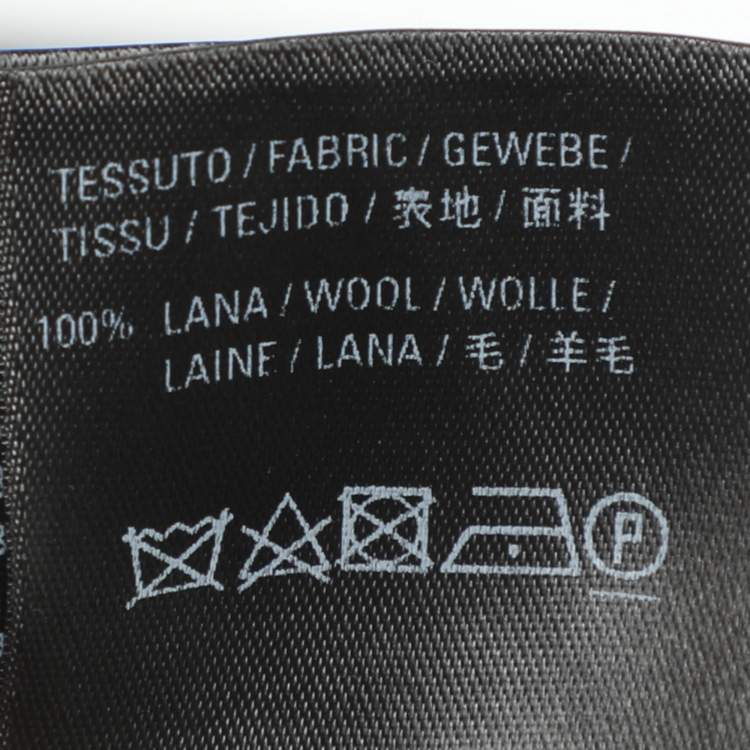 TESSUTO / FABRIC / GEWEBE /
TISSU / TEJIDO / 表地 / 面料
100% LANA / WOOL / WOLLE /
LAINE / LANA / 毛 / 羊毛
P